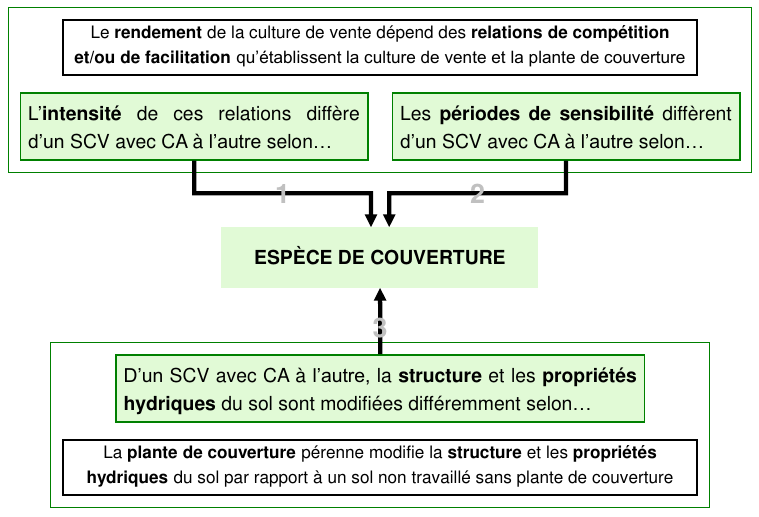 Le rendement de la culture de vente dépend des relations de compétition
et/ou de facilitation qu’établissent la culture de vente et la plante de couverture
L’intensité de ces relations diffère
d’un SCV avec CA à l’autre selon…
Les périodes de sensibilité diffèrent
d’un SCV avec CA à l’autre selon…
1
2
ESPÈCE DE COUVERTURE
3
D’un SCV avec CA à l’autre, la structure et les propriétés
hydriques du sol sont modifiées différemment selon…
La plante de couverture pérenne modifie la structure et les propriétés
hydriques du sol par rapport à un sol non travaillé sans plante de couverture